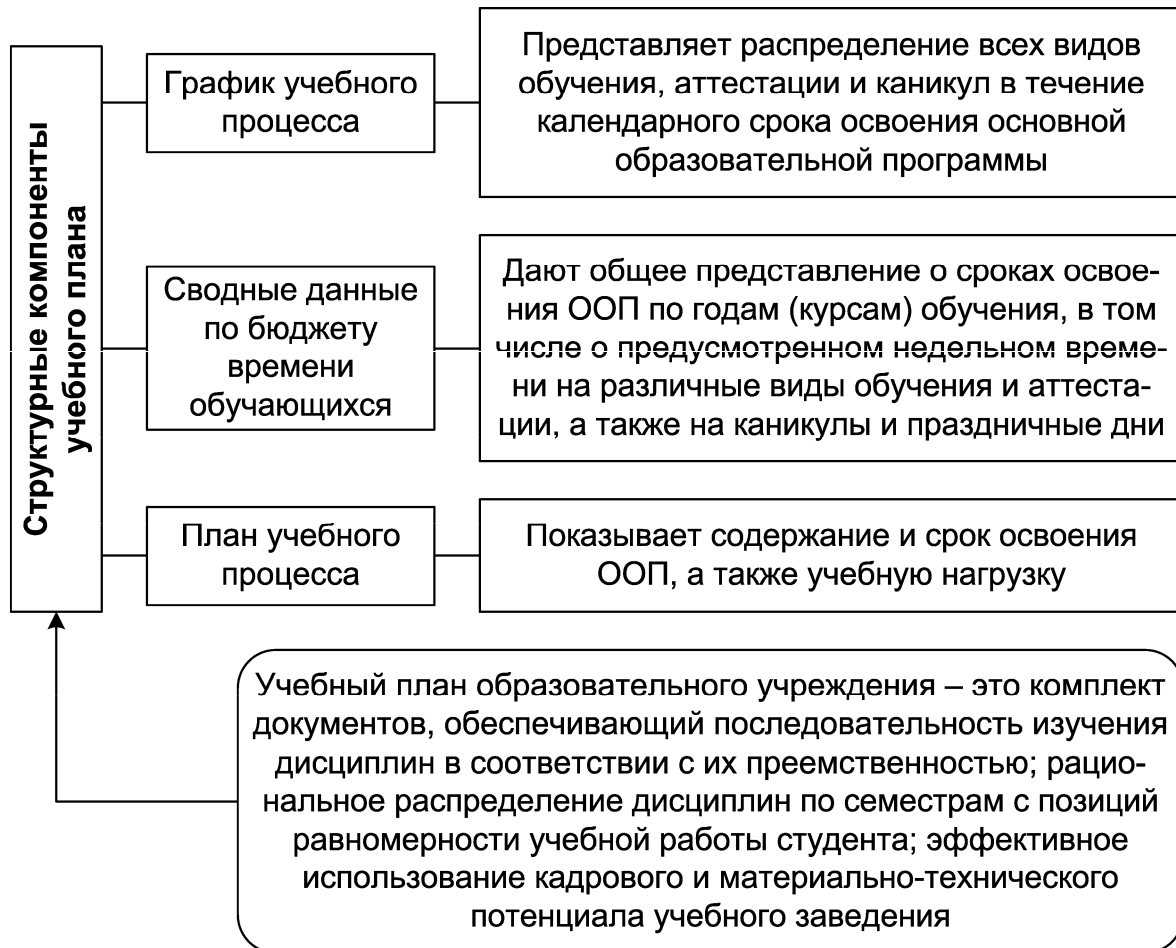 Структурные компоненты
учебного плана
График учебного
процесса
Представляет распределение всех видов
обучения, аттестации и каникул в течение
календарного срока освоения основной
образовательной программы
Сводные данные
по бюджету
времени
обучающихся
Дают общее представление о сроках освое-
ния ООП по годам (курсам) обучения, в том
числе о предусмотренном недельном време-
ни на различные виды обучения и аттеста-
ции, а также на каникулы и праздничные дни
План учебного
процесса
Показывает содержание и срок освоения
ООП, а также учебную нагрузку
Учебный план образовательного учреждения – это комплект
документов, обеспечивающий последовательность изучения
дисциплин в соответствии с их преемственностью; рацио-
нальное распределение дисциплин по семестрам с позиций
равномерности учебной работы студента; эффективное
использование кадрового и материально-технического
потенциала учебного заведения